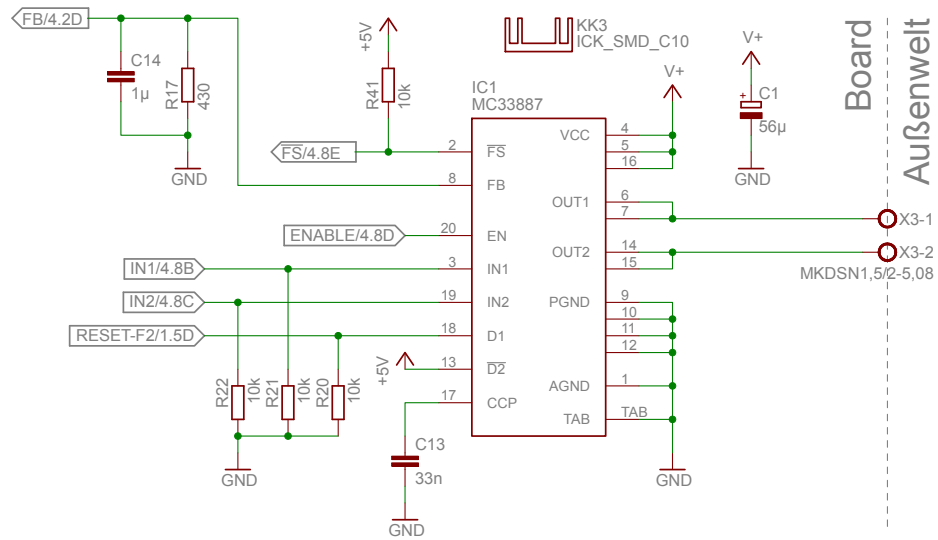 FB/4.2D
C14
1µ
R17
430
GND
+5V
R41
10k
KK3
ICK_SMD_C10
V+
V+
C1
56µ
GND
Board
Außenwelt
IC1
MC33887
FS/4.8E
2
FS
8
FB
ENABLE/4.8D
20
EN
IN1/4.8B
3
IN1
IN2/4.8C
19
IN2
RESET-F2/1.5D
18
D1
+5V
13
D2
17
CCP
VCC
4
5
16
OUT1
6
7
X3-1
OUT2
14
15
X3-2
MKDSN1,5/2-5,08
PGND
9
10
11
12
AGND
1
TAB
TAB
GND
R22
10k
R21
10k
R20
10k
GND
C13
33n
GND